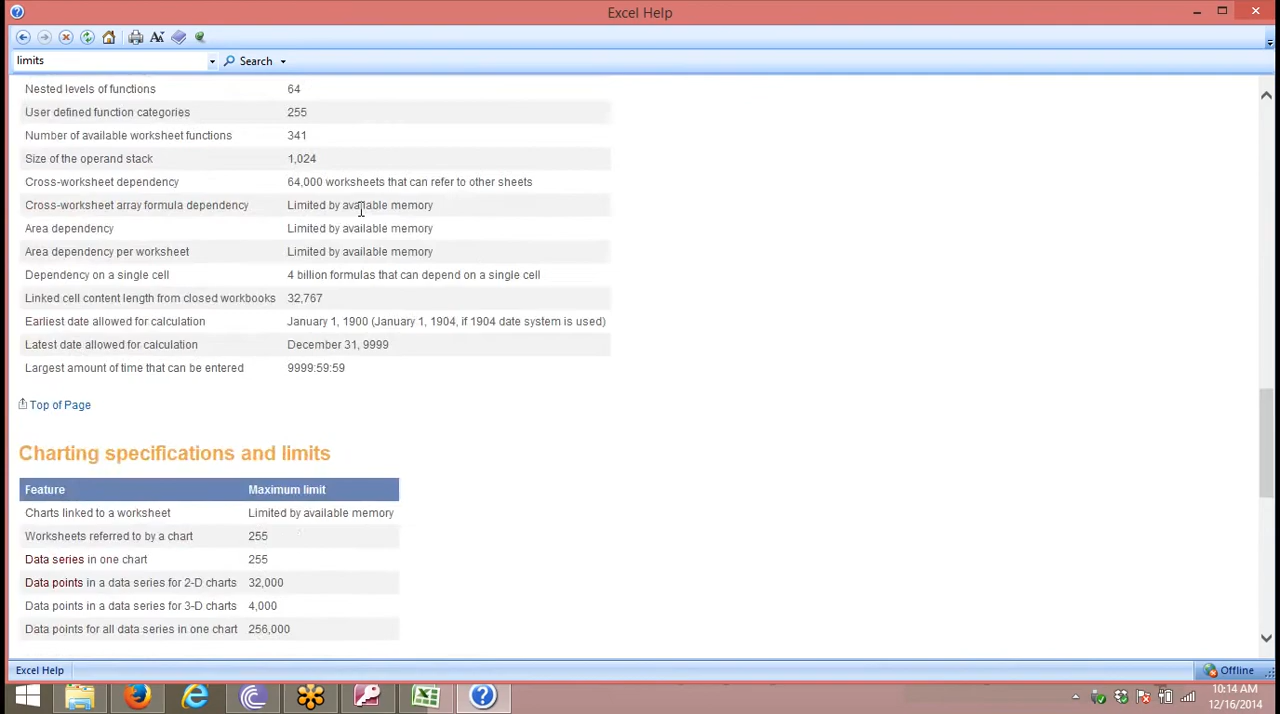 Excel Help
limits
Search
Nested levels of functions 64
User defined function categories 255
Number of available worksheet functions 341
Size of the operand stack 1,024
Cross-worksheet dependency 64,000 worksheets that can refer to other sheets
Cross-worksheet array formula dependency Limited by available memory
Area dependency Limited by available memory
Area dependency per worksheet Limited by available memory
Dependency on a single cell 4 billion formulas that can depend on a single cell
Linked cell content length from closed workbooks 32,767
Earliest date allowed for calculation January 1, 1900 (January 1, 1904, if 1904 date system is used)
Latest date allowed for calculation December 31, 9999
Largest amount of time that can be entered 9999:59:59
Top of Page
Charting specifications and limits
Feature Maximum limit
Charts linked to a worksheet Limited by available memory
Worksheets referred to by a chart 255
Data series in one chart 255
Data points in a data series for 2-D charts 32,000
Data points in a data series for 3-D charts 4,000
Data points for all data series in one chart 256,000
Excel Help Offline
10:14 AM
12/16/2014